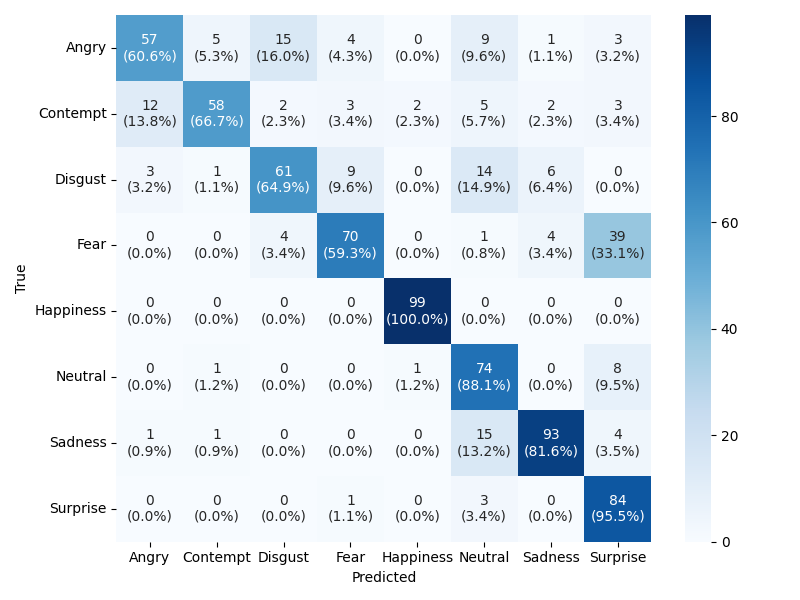 Angry 57 5 15 4 0 9 1 3
(60.6%) (5.3%) (16.0%) (4.3%) (0.0%) (9.6%) (1.1%) (3.2%)
Contempt 12 58 2 3 2 5 2 3
(13.8%) (66.7%) (2.3%) (3.4%) (2.3%) (5.7%) (2.3%) (3.4%)
Disgust 3 1 61 9 0 14 6 0
(3.2%) (1.1%) (64.9%) (9.6%) (0.0%) (14.9%) (6.4%) (0.0%)
Fear 0 0 4 70 0 1 4 39
(0.0%) (0.0%) (3.4%) (59.3%) (0.0%) (0.8%) (3.4%) (33.1%)
Happiness 0 0 0 0 99 0 0 0
(0.0%) (0.0%) (0.0%) (0.0%) (100.0%) (0.0%) (0.0%) (0.0%)
Neutral 0 1 0 0 1 74 0 8
(0.0%) (1.2%) (0.0%) (0.0%) (1.2%) (88.1%) (0.0%) (9.5%)
Sadness 1 1 0 0 0 15 93 4
(0.9%) (0.9%) (0.0%) (0.0%) (0.0%) (13.2%) (81.6%) (3.5%)
Surprise 0 0 0 1 0 3 0 84
(0.0%) (0.0%) (0.0%) (1.1%) (0.0%) (3.4%) (0.0%) (95.5%)
Angry Contempt Disgust Fear Happiness Neutral Sadness Surprise
Predicted
True
80
60
40
20
0